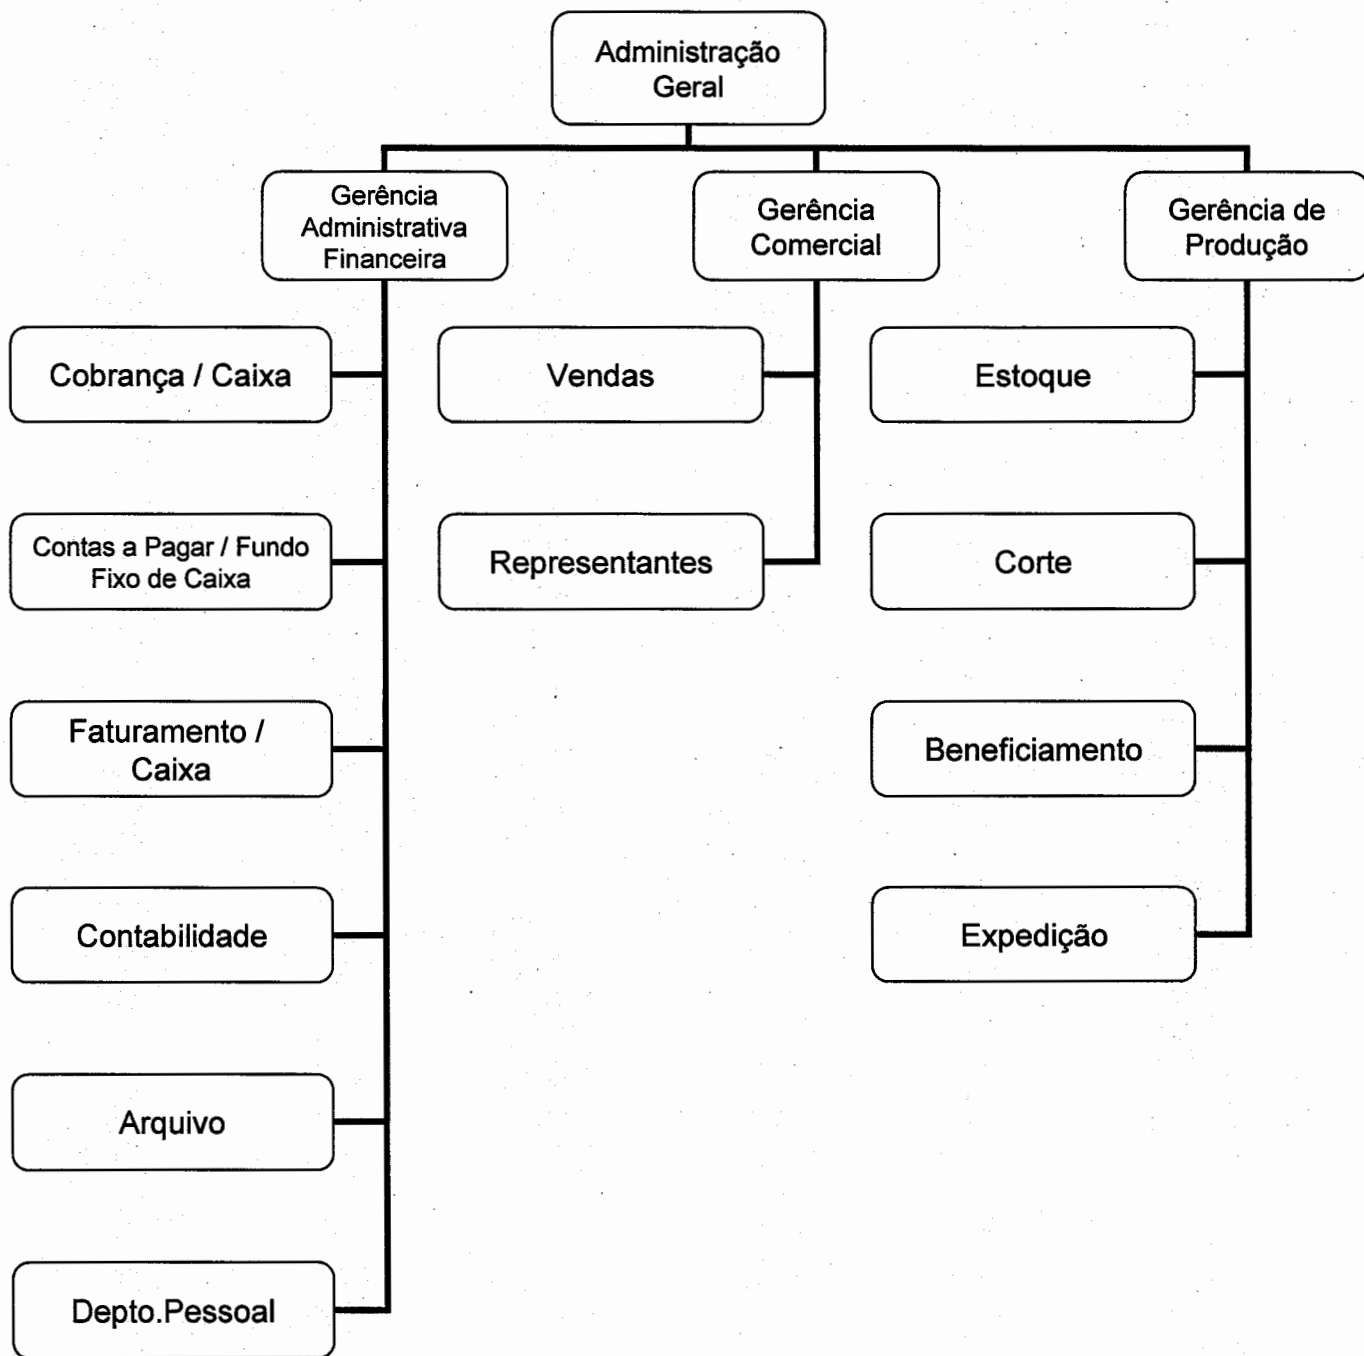 Administração
Geral
Gerência
Administrativa
Financeira
Gerência
Comercial
Gerência de
Produção
Cobrança / Caixa
Vendas
Estoque
Contas a Pagar / Fundo
Fixo de Caixa
Representantes
Corte
Faturamento /
Caixa
Beneficiamento
Contabilidade
Expedição
Arquivo
Depto.Pessoal